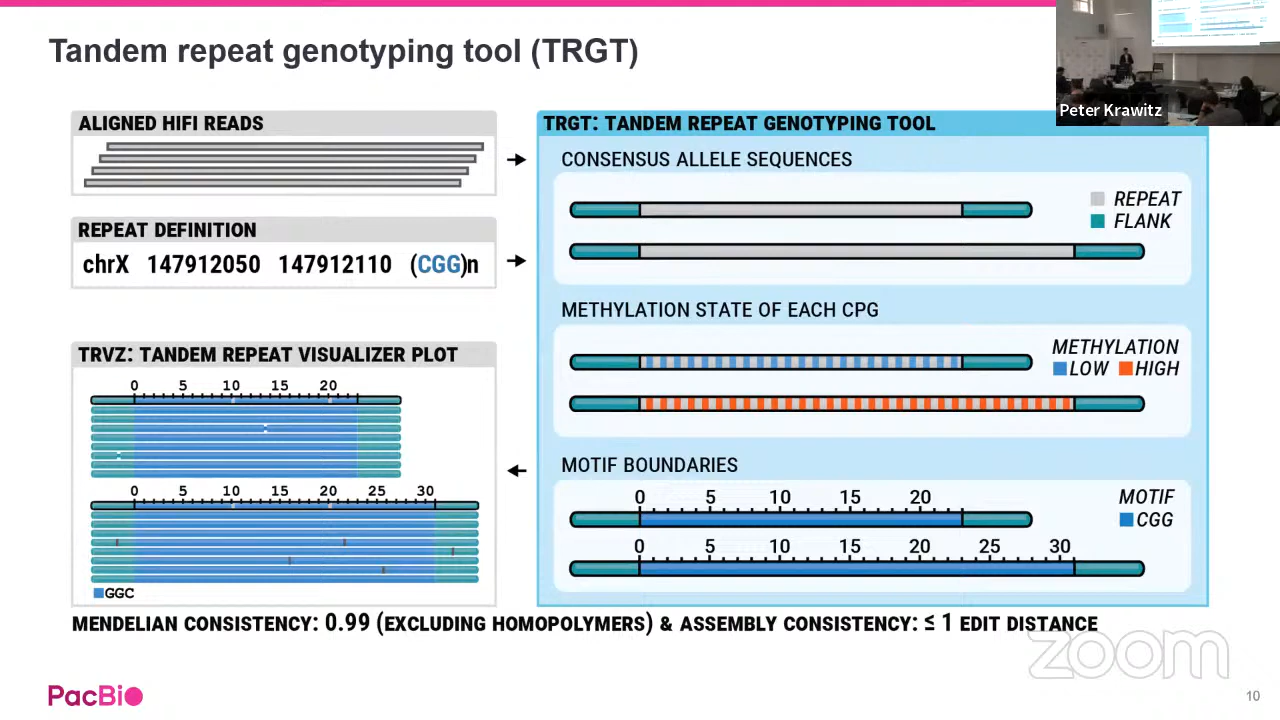 Tandem repeat genotyping tool (TRGT)
Peter Krawitz
ALIGNED HIFI READS
REPEAT DEFINITION
chrX 147912050 147912110 (CGG)n
TRVZ: TANDEM REPEAT VISUALIZER PLOT
0 5 10 15 20
0 5 10 15 20 25 30
GGC
TRGT: TANDEM REPEAT GENOTYPING TOOL
CONSENSUS ALLELE SEQUENCES
REPEAT
FLANK
METHYLATION STATE OF EACH CPG
METHYLATION
LOW HIGH
MOTIF BOUNDARIES
0 5 10 15 20
MOTIF
CGG
0 5 10 15 20 25 30
MENDELIAN CONSISTENCY: 0.99 (EXCLUDING HOMOPOLYMERS) & ASSEMBLY CONSISTENCY: ≤ 1 EDIT DISTANCE
zoom
PacBio
10